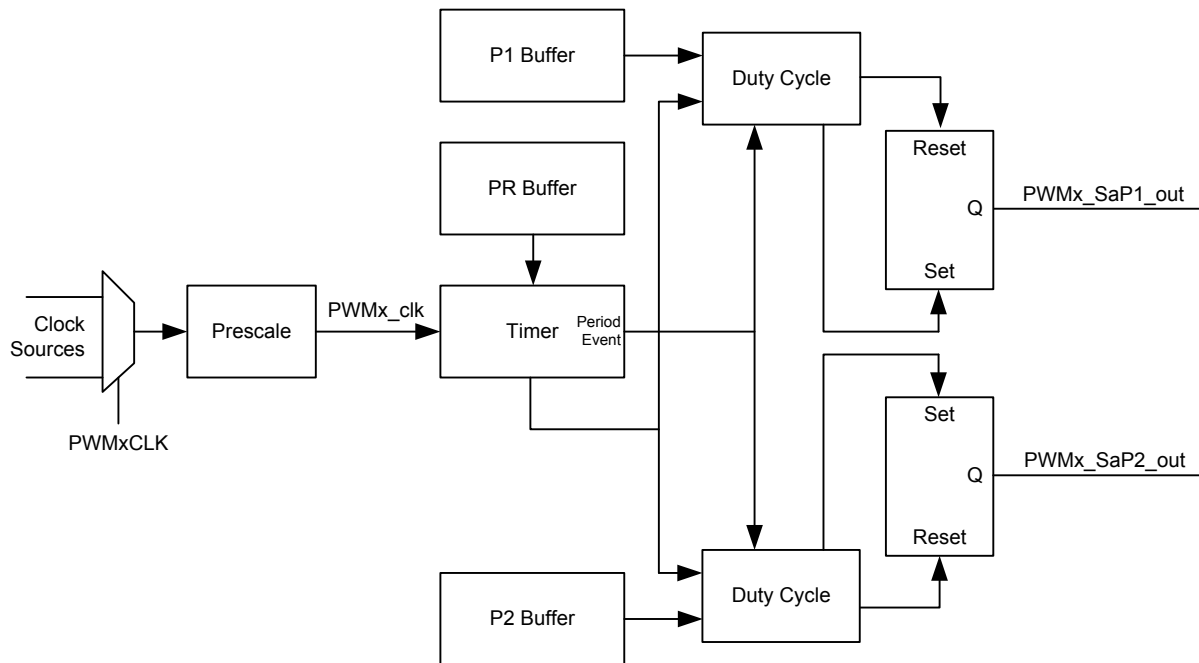 P1 Buffer
Duty Cycle
Reset
PR Buffer
Q
PWMx_SaP1_out
Set
Clock
Sources
Prescale
PWMx_clk
Timer
Period
Event
PWMxCLK
Set
Q
PWMx_SaP2_out
Reset
Duty Cycle
P2 Buffer